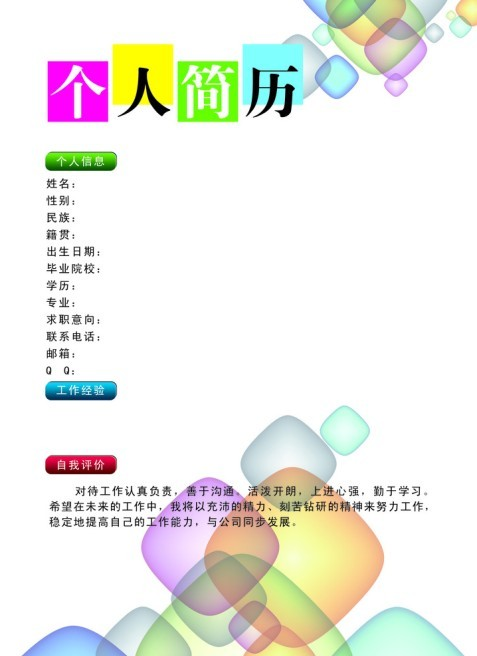 个人简历
个人信息
姓名：
性别：
民族：
籍贯：
出生日期：
毕业院校：
学历：
专业：
求职意向：
联系电话：
邮箱：
Q Q：
工作经验
自我评价
对待工作认真负责，善于沟通、活泼开朗，上进心强，勤于学习。
希望在未来的工作中，我将以充沛的精力、刻苦钻研的精神来努力工作，
稳定地提高自己的工作能力，与公司同步发展。